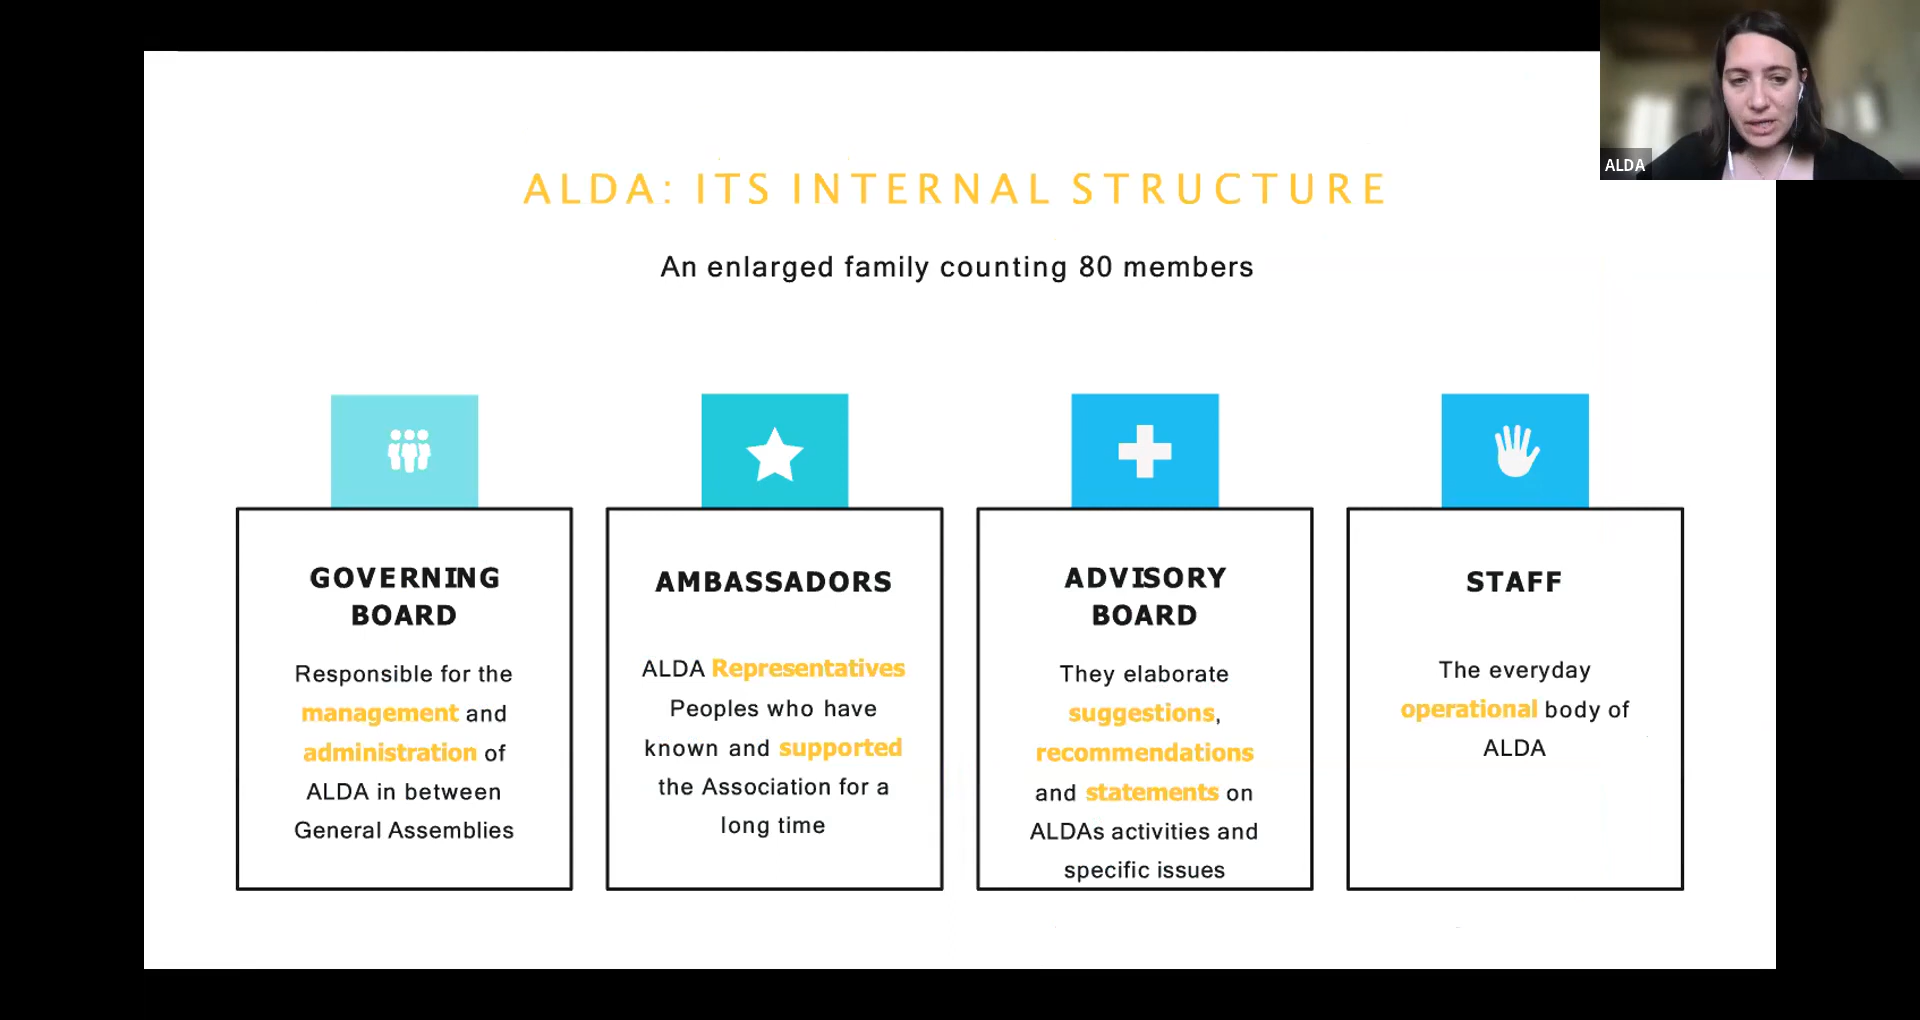 ALDA: ITS INTERNAL STRUCTURE
An enlarged family counting 80 members
ALDA
GOVERNING
BOARD
Responsible for the
management and
administration of
ALDA in between
General Assemblies
AMBASSADORS
ALDA Representatives
Peoples who have
known and supported
the Association for a
long time
ADVISORY
BOARD
They elaborate
suggestions,
recommendations
and statements on
ALDAs activities and
specific issues
STAFF
The everyday
operational body of
ALDA